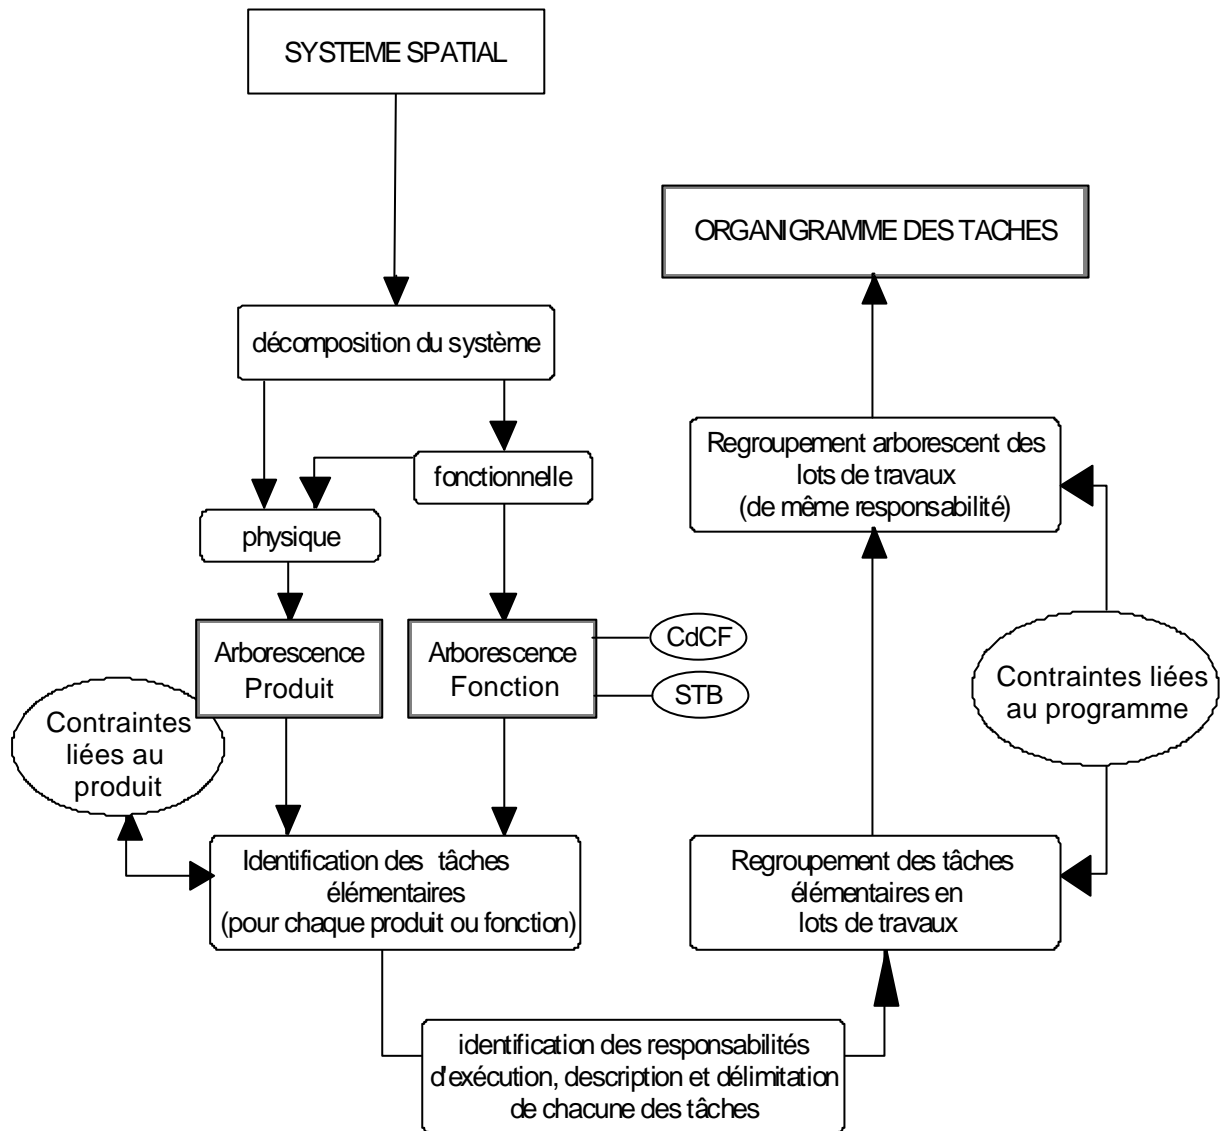 SYSTEME SPATIAL
ORGANIGRAMME DES TACHES
décomposition du système
fonctionnelle
physique
Regroupement arborescent des
lots de travaux
(de même responsabilité)
Arborescence
Produit
Arborescence
Fonction
CdCF
STB
Contraintes liées
au programme
Contraintes
liées au
produit
Identification des tâches
élémentaires
(pour chaque produit ou fonction)
Regroupement des tâches
élémentaires en
lots de travaux
identification des responsabilités
d'exécution, description et délimitation
de chacune des tâches